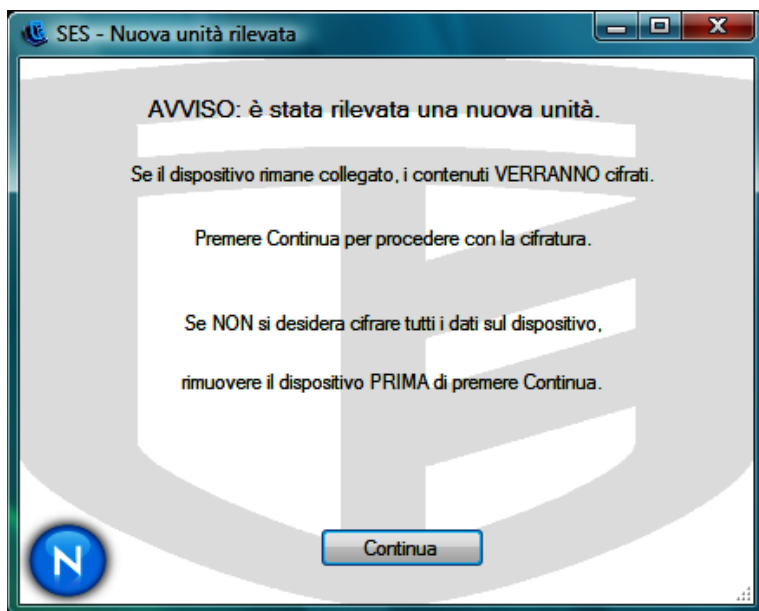 SES - Nuova unità rilevata
AVVISO: è stata rilevata una nuova unità.
Se il dispositivo rimane collegato, i contenuti VERRANNO cifrati.
Premere Continua per procedere con la cifratura.
Se NON si desidera cifrare tutti i dati sul dispositivo,
rimuovere il dispositivo PRIMA di premere Continua.
Continua
N